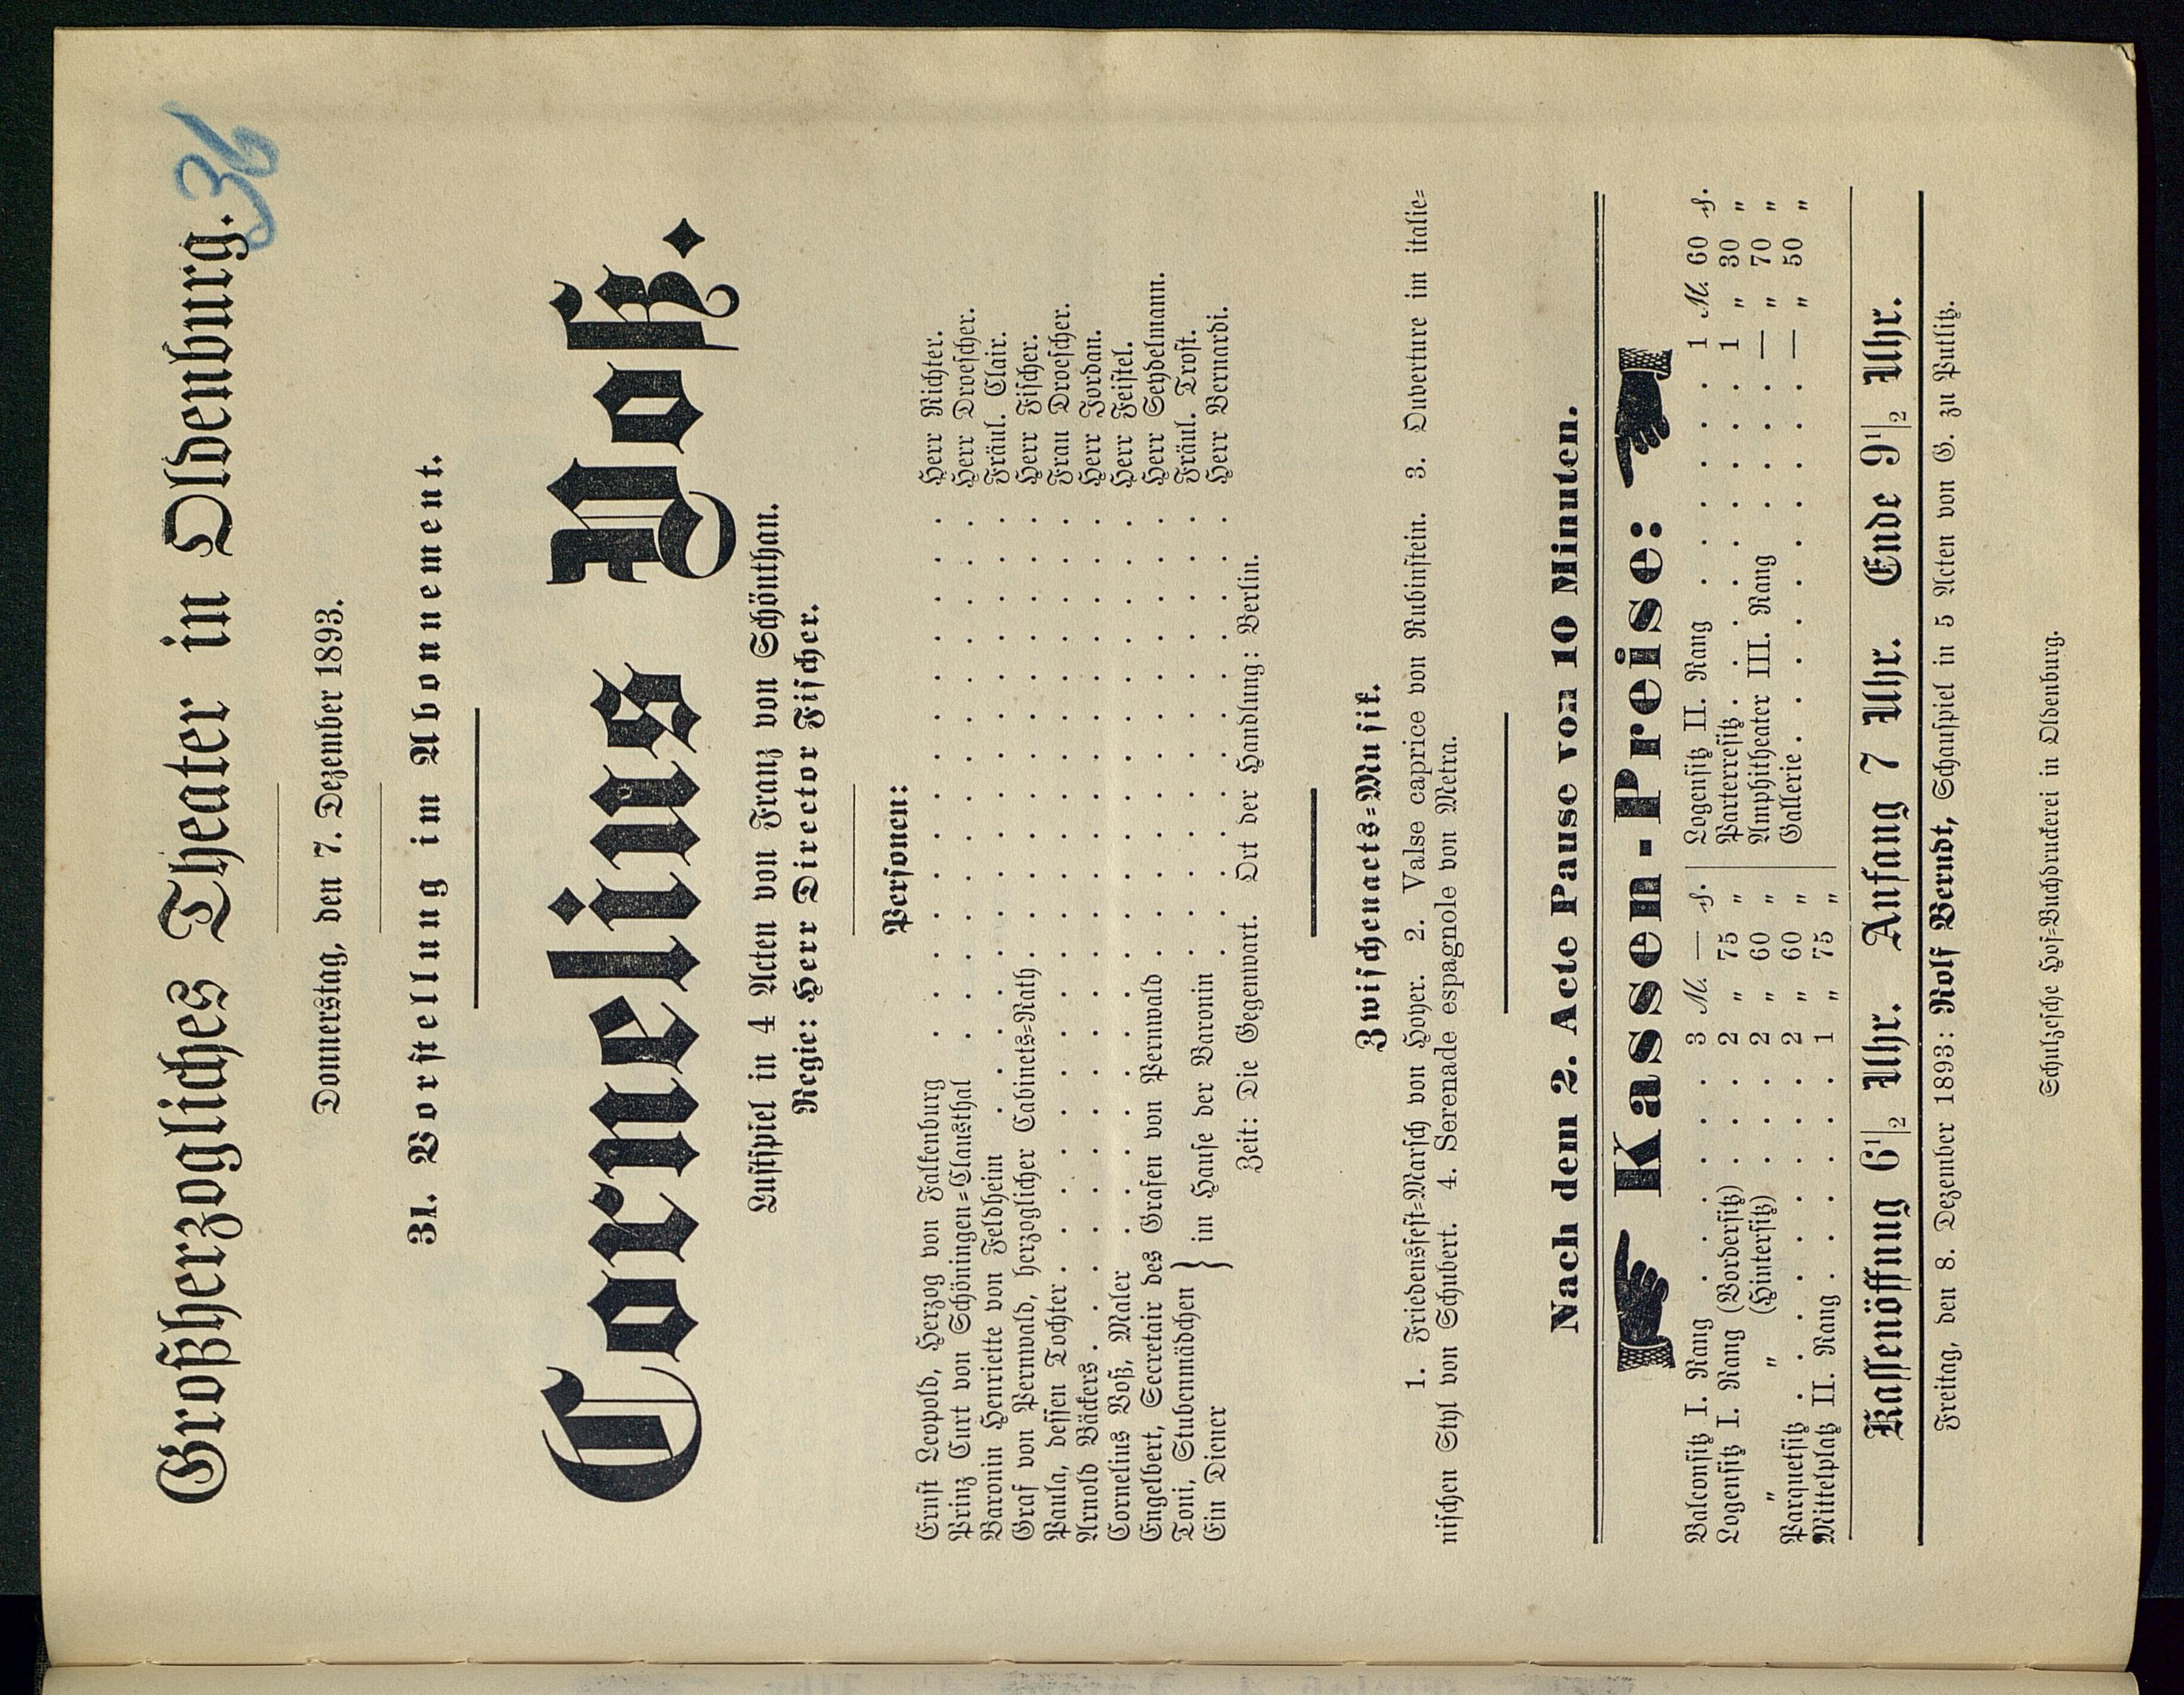 36
Großherzogliches Theater in Oldenburg.
Donnerstag, den 7. Dezember 1893.
31. Vorstellung im Abonnement.
Cornelius Voß.
Lustspiel in 4 Acten von Franz von Schönthan.
Regie: Herr Director Fischer.
Personen:
Ernst Leopold, Herzog von Falkenburg . . . . . . . . . . Herr Richter.
Prinz Curt von Schöningen=Clausthal . . . . . . . . . . Herr Droescher.
Baronin Henriette von Feldheim . . . . . . . . . . . . Fräul. Clair.
Graf von Pernwald, herzoglicher Cabinets=Rath . . . . . . . . Herr Fischer.
Paula, dessen Tochter . . . . . . . . . . . . . . Frau Droescher.
Arnold Bäckers . . . . . . . . . . . . . . . Herr Jordan.
Cornelius Voß, Maler . . . . . . . . . . . . . . Herr Feistel.
Engelbert, Secretair des Grafen von Pernwald . . . . . . . . Herr Seydelmann.
Toni, Stubenmädchen } im Hause der Baronin . . . . . . . . Fräul. Trost.
Ein Diener . . . . . . . . Herr Bernardi.
Zeit: Die Gegenwart. Ort der Handlung: Berlin.
Zwischenacts=Musik.
1. Friedensfest=Marsch von Hoyer. 2. Valse caprice von Rubinstein. 3. Ouverture im italie=
nischen Styl von Schubert. 4. Serenade espagnole von Metra.
Nach dem 2. Acte Pause von 10 Minuten.
Kassen-Preise:
Balconsitz I. Rang . . . . . 3 M. — ₰.
Logensitz I. Rang (Vordersitz) . . . 2 " 75 "
" " (Hintersitz) . . . 2 " 60 "
Parquetsitz . . . . . . . 2 " 60 "
Mittelplatz II. Rang . . . . . 1 " 75 "
Logensitz II. Rang . . . . . . 1 M. 60 ₰.
Parterresitz . . . . . . . . 1 " 30 "
Amphitheater III. Rang . . . . — " 70 "
Gallerie . . . . . . . . . — " 50 "
Kassenöffnung 6½ Uhr. Anfang 7 Uhr. Ende 9½ Uhr.
Freitag, den 8. Dezember 1893: Rolf Berndt, Schauspiel in 5 Acten von G. zu Putlitz.
Schulzesche Hof=Buchdruckerei in Oldenburg.